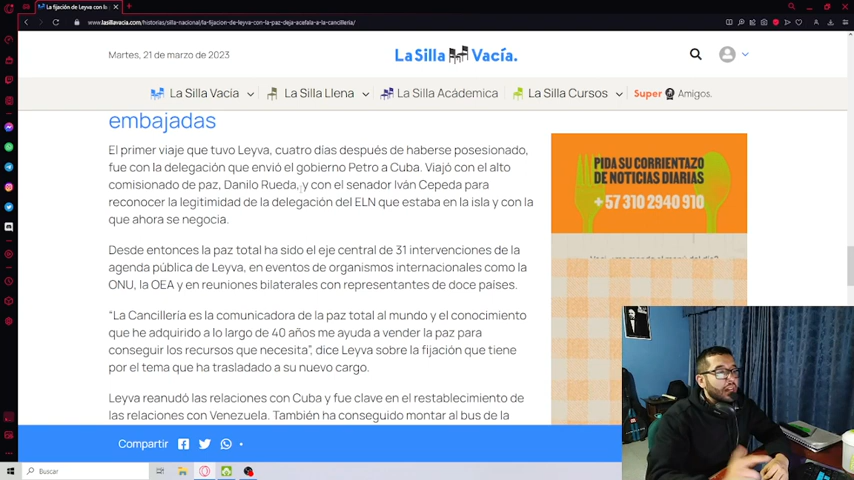 La fijación de Leyva con la p
www.lasillavacia.com/historias/silla-nacional/la-fijacion-de-leyva-con-la-paz-deja-acefala-a-la-cancilleria/
Martes, 21 de marzo de 2023
La Silla Vacía.
La Silla Vacía
La Silla Llena
La Silla Académica
La Silla Cursos
Super Amigos.
embajadas
El primer viaje que tuvo Leyva, cuatro días después de haberse posesionado,
fue con la delegación que envió el gobierno Petro a Cuba. Viajó con el alto
comisionado de paz, Danilo Rueda, y con el senador Iván Cepeda para
reconocer la legitimidad de la delegación del ELN que estaba en la isla y con la
que ahora se negocia.
Desde entonces la paz total ha sido el eje central de 31 intervenciones de la
agenda pública de Leyva, en eventos de organismos internacionales como la
ONU, la OEA y en reuniones bilaterales con representantes de doce países.
“La Cancillería es la comunicadora de la paz total al mundo y el conocimiento
que he adquirido a lo largo de 40 años me ayuda a vender la paz para
conseguir los recursos que necesita”, dice Leyva sobre la fijación que tiene
por el tema que ha trasladado a su nuevo cargo.
Leyva reanudó las relaciones con Cuba y fue clave en el restablecimiento de
las relaciones con Venezuela. También ha conseguido montar al bus de la
PIDA SU CORRIENTAZO
DE NOTICIAS DIARIAS
+57 310 2940 910
Compartir
Buscar